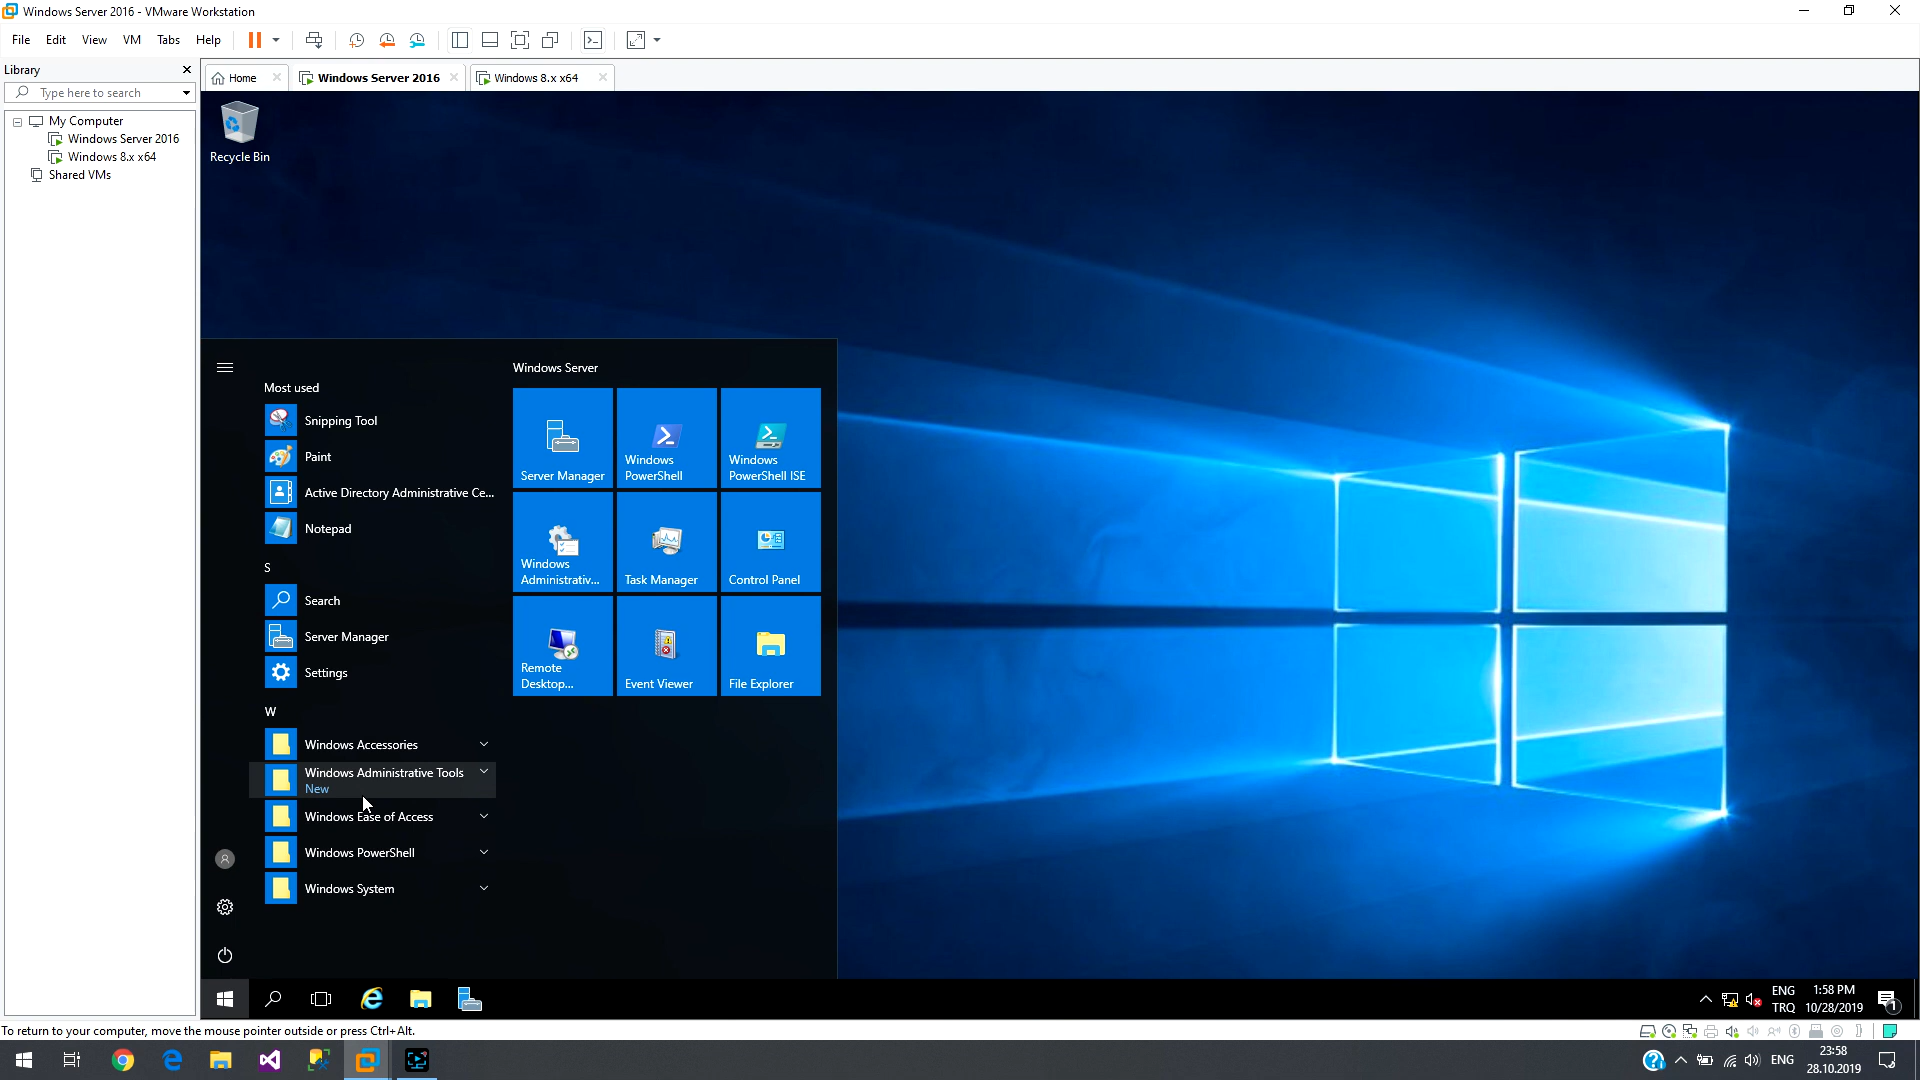 Windows Server 2016 - VMware Workstation
File Edit View VM Tabs Help
Library
Type here to search
My Computer
Windows Server 2016
Windows 8.x x64
Shared VMs
Home
Windows Server 2016
Windows 8.x x64
Recycle Bin
Most used
Snipping Tool
Paint
Active Directory Administrative Ce...
Notepad
S
Search
Server Manager
Settings
W
Windows Accessories
Windows Administrative Tools
New
Windows Ease of Access
Windows PowerShell
Windows System
Windows Server
Server Manager
Windows
PowerShell
Windows
PowerShell ISE
Windows
Administrativ...
Task Manager
Control Panel
Remote
Desktop...
Event Viewer
File Explorer
ENG
TRQ
1:58 PM
10/28/2019
1
To return to your computer, move the mouse pointer outside or press Ctrl+Alt.
ENG
23:58
28.10.2019